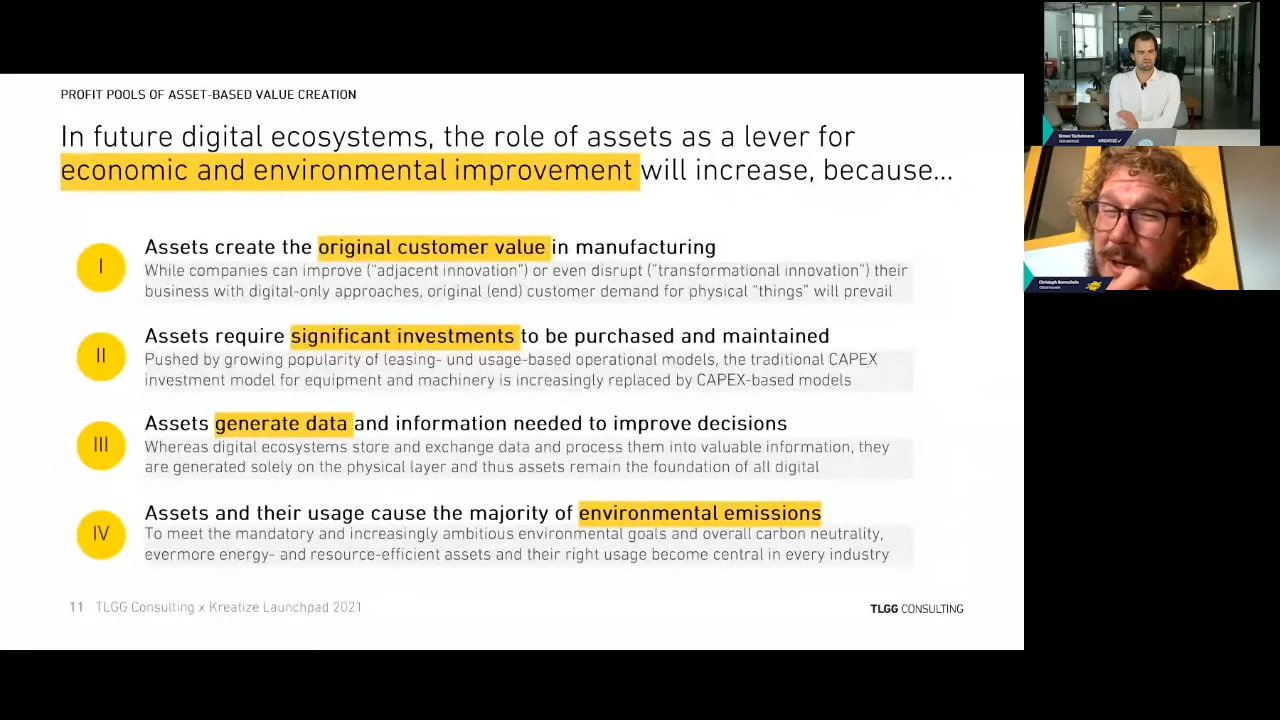 PROFIT POOLS OF ASSET-BASED VALUE CREATION
In future digital ecosystems, the role of assets as a lever for
economic and environmental improvement will increase, because...
I
Assets create the original customer value in manufacturing
While companies can improve ("adjacent innovation") or even disrupt ("transformational innovation") their
business with digital-only activities, original (end) customer demand for physical "things" will prevail
II
Assets require significant investments to be purchased and maintained
Pushed by growing popularity of leasing- und usage-based operational models, the traditional CAPEX
investment model for equipment and machinery is increasingly replaced by CAPEX-based models
III
Assets generate data and information needed to improve decisions
Whereas digital ecosystems store and exchange data and process them into valuable information, they
are generated solely on the physical layer and thus assets remain the foundation of all digital
IV
Assets and their usage cause the majority of environmental emissions
To meet the mandatory and increasingly ambitious environmental goals and overall carbon neutrality,
evermore energy- and resource-efficient assets and their right usage become central in every industry
11 TLGG Consulting x Kreatize Launchpad 2021
TLGG CONSULTING
Simon Tüchelmann
CEO KREATIZE
KREATIZE
Christoph Bornschein